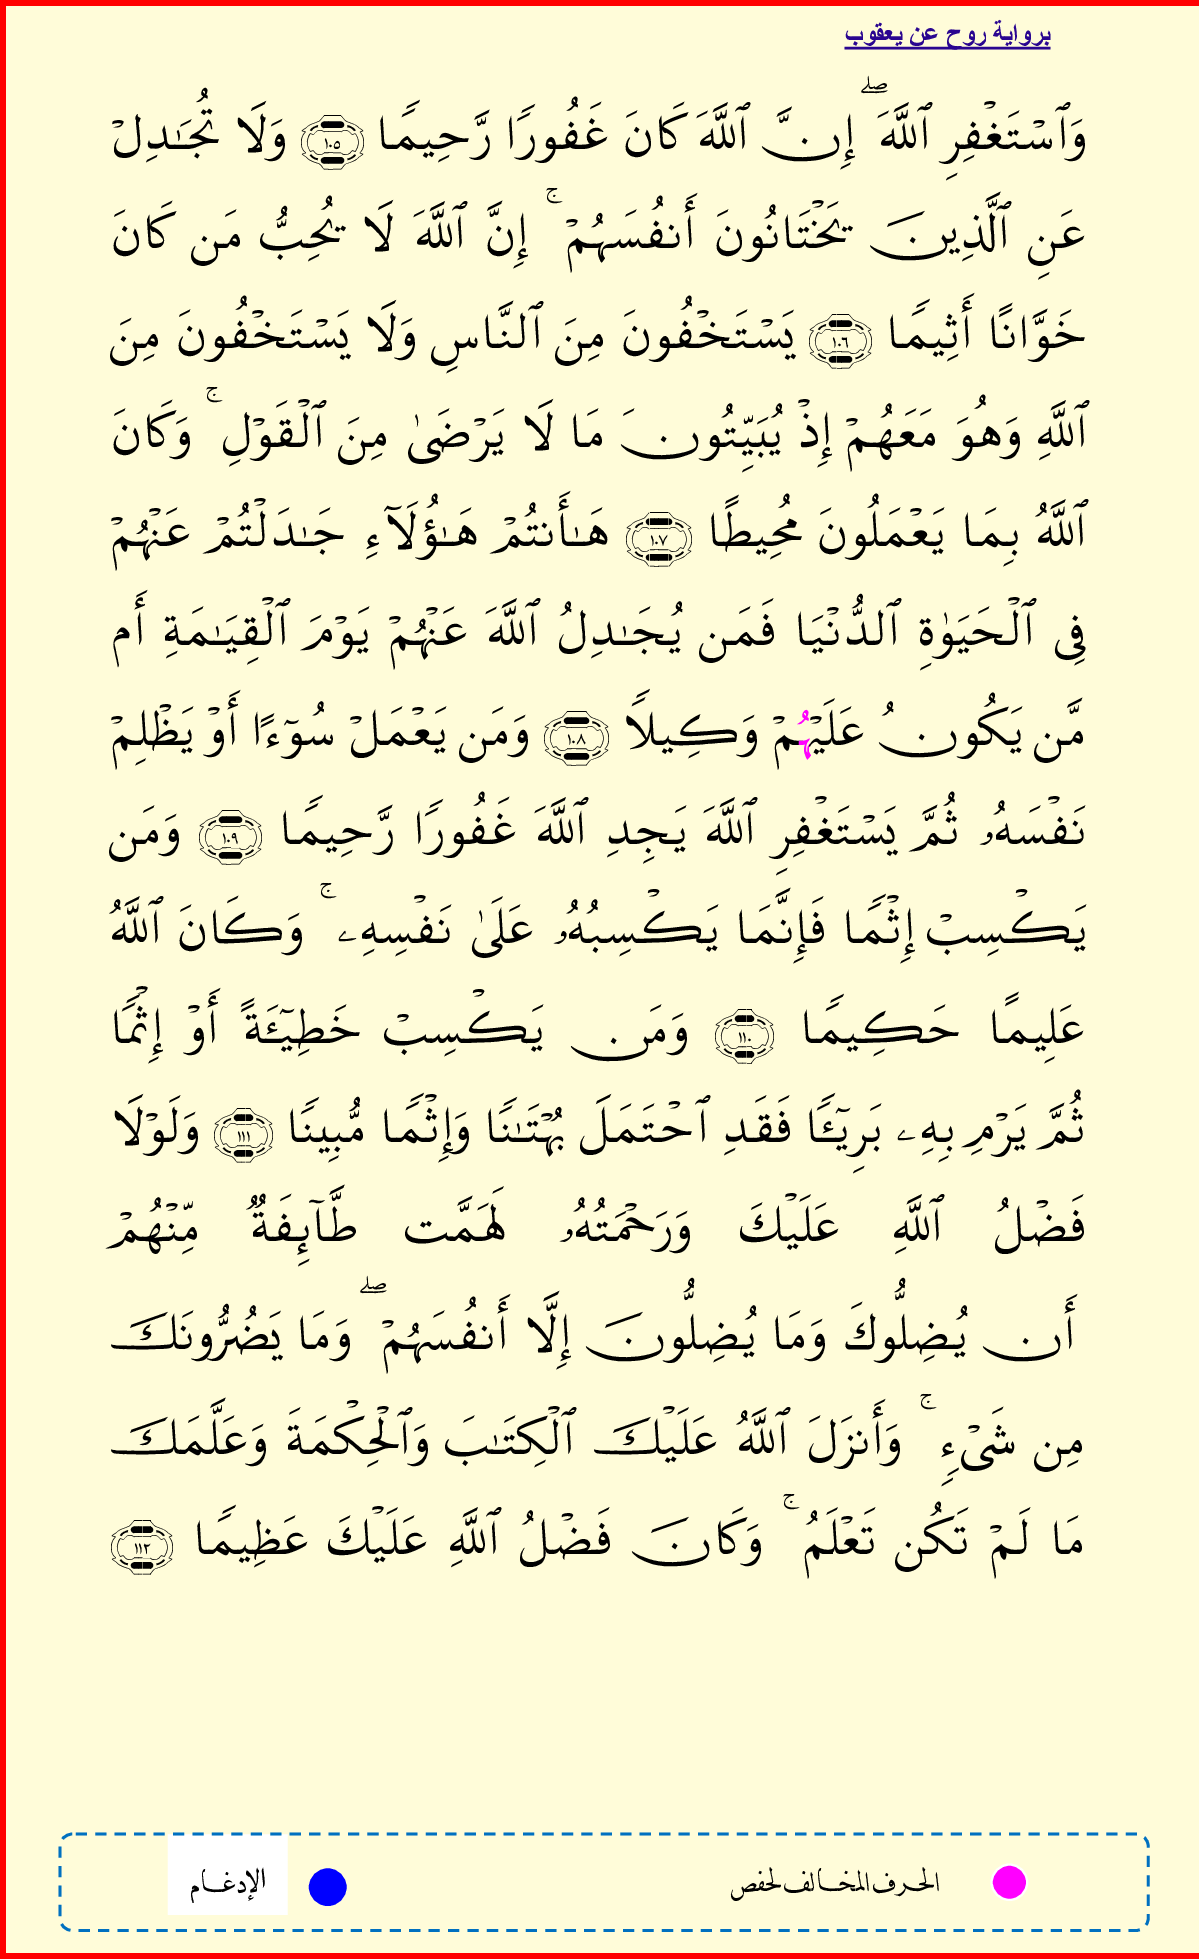 برواية روح عن يعقوب
وَٱسۡتَغۡفِرِ ٱللَّهَۖ إِنَّ ٱللَّهَ كَانَ غَفُورًا رَّحِيمًا ١٠٥ وَلَا تُجَـٰدِلۡ
عَنِ ٱلَّذِينَ يَخۡتَانُونَ أَنفُسَهُمۡۚ إِنَّ ٱللَّهَ لَا يُحِبُّ مَن كَانَ
خَوَّانًا أَثِيمًا ١٠٦ يَسۡتَخۡفُونَ مِنَ ٱلنَّاسِ وَلَا يَسۡتَخۡفُونَ مِنَ
ٱللَّهِ وَهُوَ مَعَهُمۡ إِذۡ يُبَيِّتُونَ مَا لَا يَرۡضَىٰ مِنَ ٱلۡقَوۡلِۚ وَكَانَ
ٱللَّهُ بِمَا يَعۡمَلُونَ مُحِيطًا ١٠٧ هَـٰأَنتُمۡ هَـٰؤُلَآءِ جَـٰدَلۡتُمۡ عَنۡهُمۡ
فِى ٱلۡحَيَوٰةِ ٱلدُّنۡيَا فَمَن يُجَـٰدِلُ ٱللَّهَ عَنۡهُمۡ يَوۡمَ ٱلۡقِيَـٰمَةِ أَم
مَّن يَكُونُ عَلَيۡهُمۡ وَكِيلًا ١٠٨ وَمَن يَعۡمَلۡ سُوٓءًا أَوۡ يَظۡلِمۡ
نَفۡسَهُۥ ثُمَّ يَسۡتَغۡفِرِ ٱللَّهَ يَجِدِ ٱللَّهَ غَفُورًا رَّحِيمًا ١٠٩ وَمَن
يَكۡسِبۡ إِثۡمًا فَإِنَّمَا يَكۡسِبُهُۥ عَلَىٰ نَفۡسِهِۦۚ وَكَانَ ٱللَّهُ
عَلِيمًا حَكِيمًا ١١٠ وَمَن يَكۡسِبۡ خَطِيٓـَٔةً أَوۡ إِثۡمًا
ثُمَّ يَرۡمِ بِهِۦ بَرِيٓـًٔا فَقَدِ ٱحۡتَمَلَ بُهۡتَـٰنًا وَإِثۡمًا مُّبِينًا ١١١ وَلَوۡلَا
فَضۡلُ ٱللَّهِ عَلَيۡكَ وَرَحۡمَتُهُۥ لَهَمَّت طَّآئِفَةٌ مِّنۡهُمۡ
أَن يُضِلُّوكَ وَمَا يُضِلُّونَ إِلَّا أَنفُسَهُمۡۖ وَمَا يَضُرُّونَكَ
مِن شَىۡءٍۚ وَأَنزَلَ ٱللَّهُ عَلَيۡكَ ٱلۡكِتَـٰبَ وَٱلۡحِكۡمَةَ وَعَلَّمَكَ
مَا لَمۡ تَكُن تَعۡلَمُۚ وَكَانَ فَضۡلُ ٱللَّهِ عَلَيۡكَ عَظِيمًا ١١٢
الحرف المخالف لحفص
الإدغام